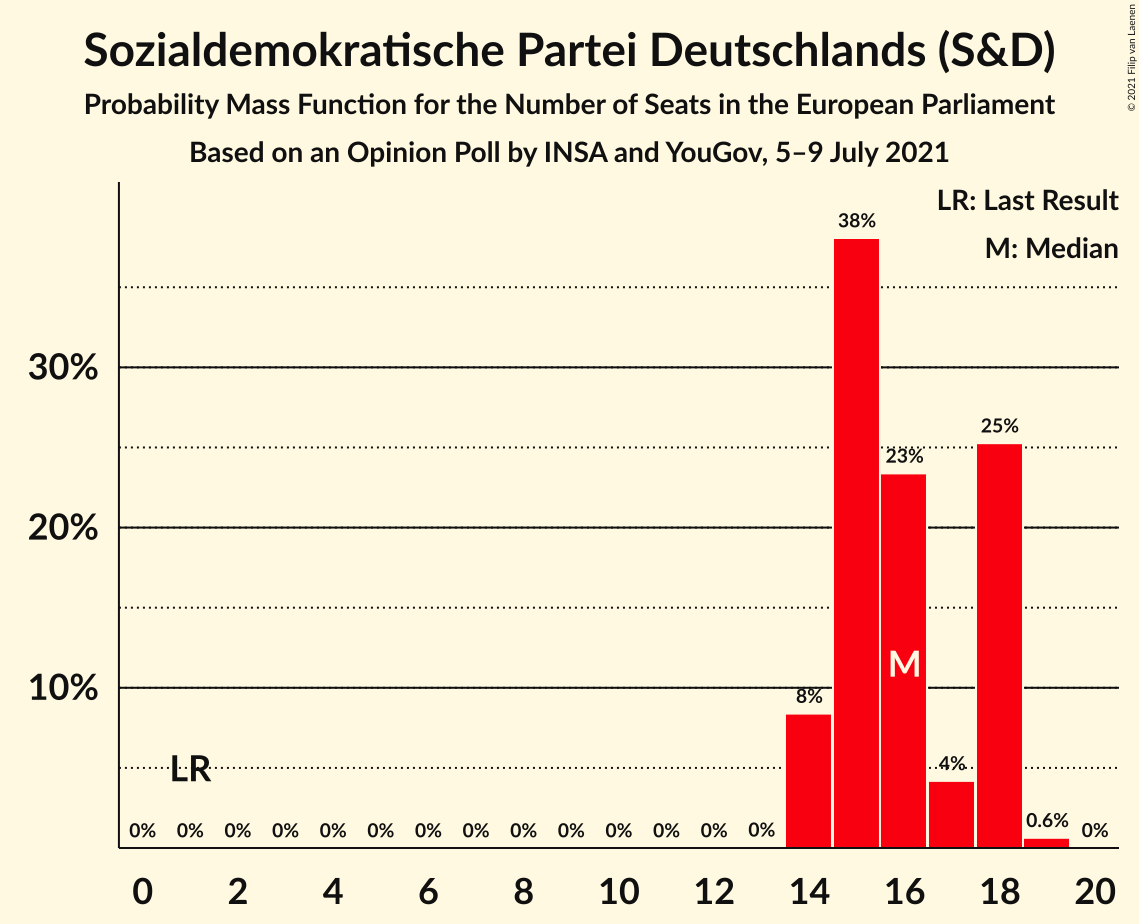 Sozialdemokratische Partei Deutschlands (S&D)
Probability Mass Function for the Number of Seats in the European Parliament
Based on an Opinion Poll by INSA and YouGov, 5–9 July 2021
© 2021 Filip van Laenen
LR: Last Result
M: Median
38%
30%
25%
23%
20%
M
10%
8%
LR
4%
0% 0% 0% 0% 0% 0% 0% 0% 0% 0% 0% 0% 0% 0% 0.6% 0%
0 2 4 6 8 10 12 14 16 18 20